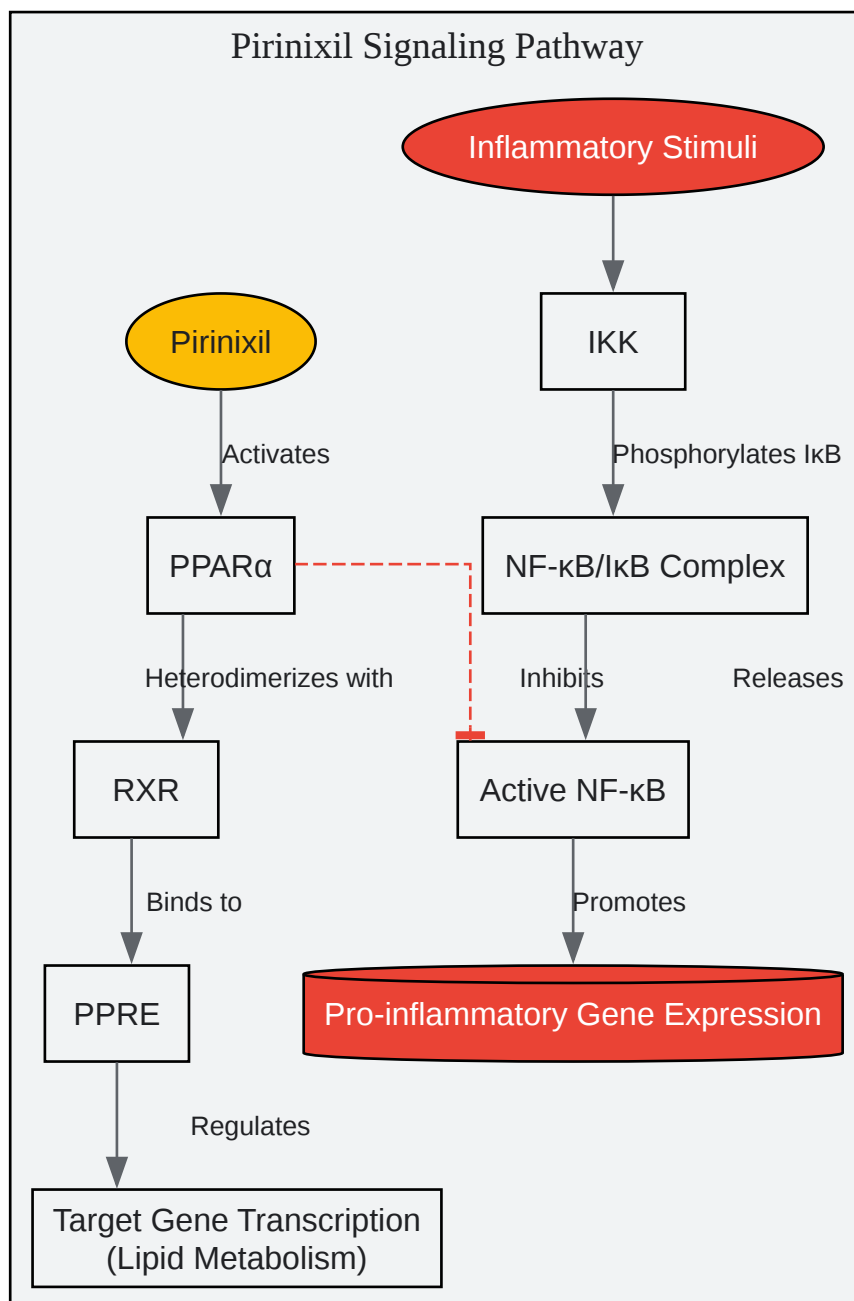 Pirinixil Signaling Pathway
Inflammatory Stimuli
Pirinixil
IKK
Activates
Phosphorylates IκB
PPARα
NF-κB/IκB Complex
Heterodimerizes with
Inhibits
Releases
RXR
Active NF-κB
Binds to
Promotes
PPRE
Pro-inflammatory Gene Expression
Regulates
Target Gene Transcription
(Lipid Metabolism)